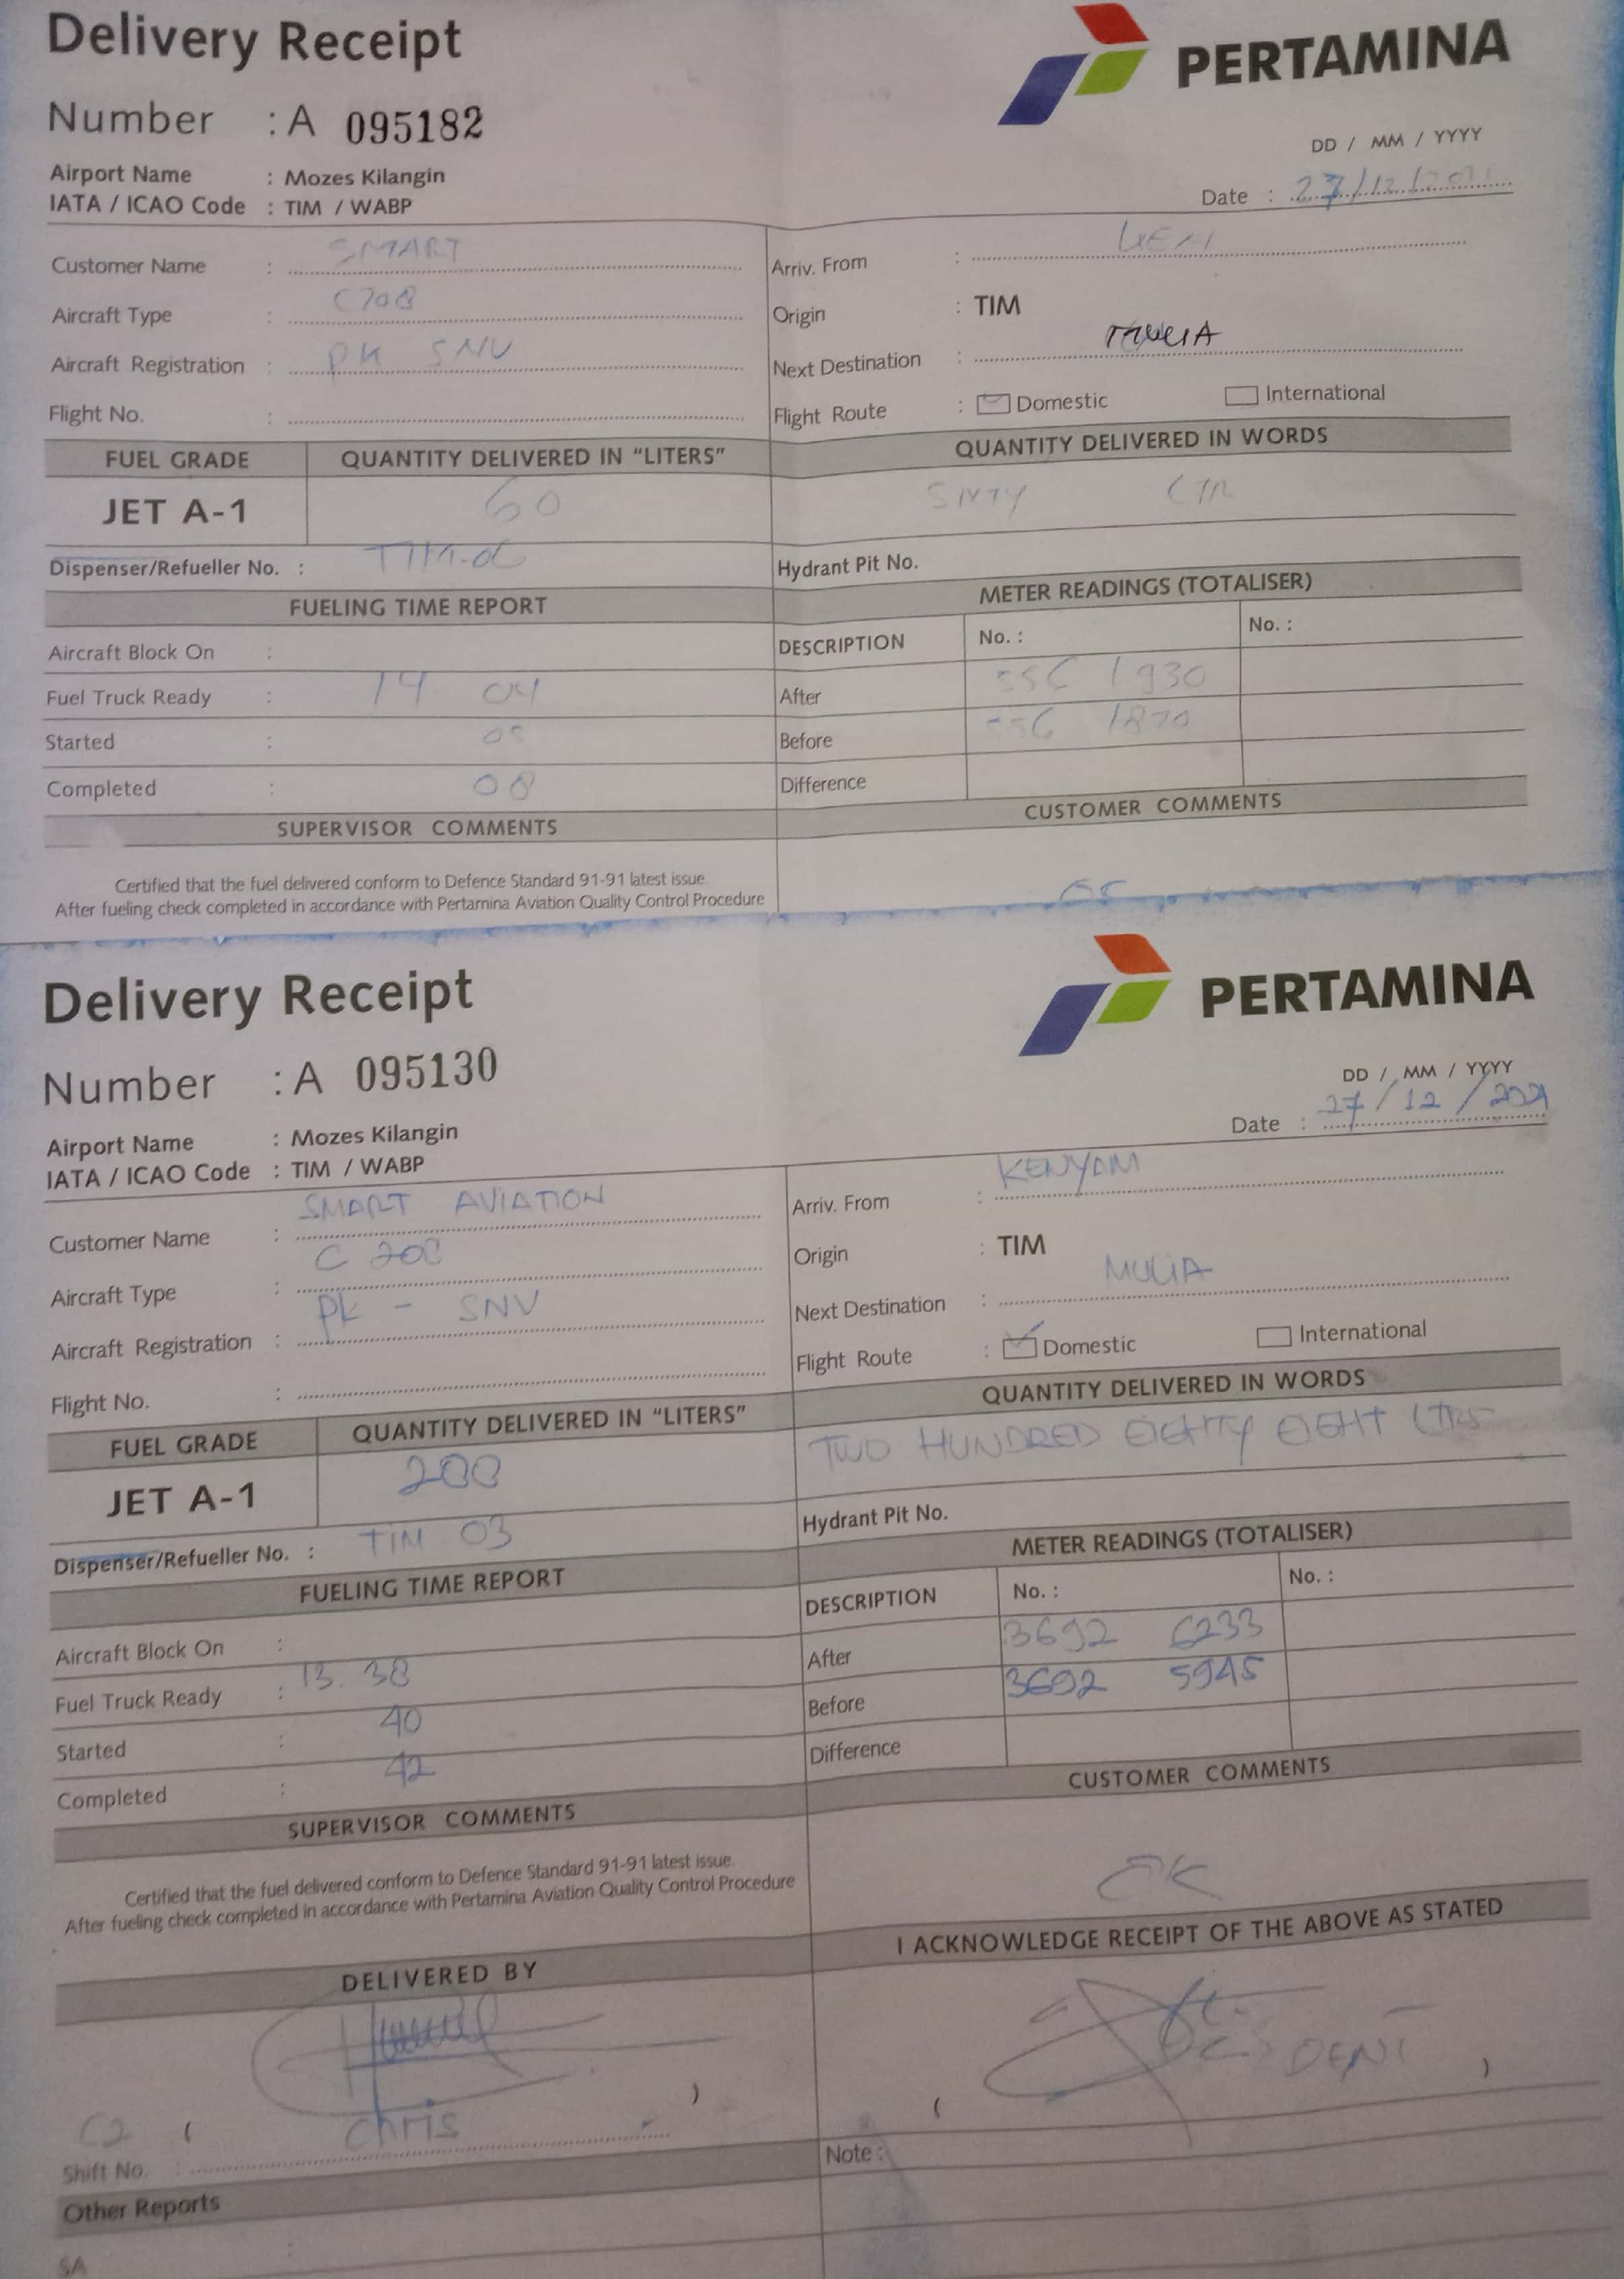 Delivery Receipt
PERTAMINA
Number : A 095182
DD / MM / YYYY
Airport Name : Mozes Kilangin
Date : 27/12/2021
IATA / ICAO Code : TIM / WABP
Customer Name : SMART
Arriv. From :
Aircraft Type : C208
Origin : TIM
Aircraft Registration : PK SNV
Next Destination :
Flight No. :
Flight Route : Domestic International
FUEL GRADE QUANTITY DELIVERED IN "LITERS" QUANTITY DELIVERED IN WORDS
JET A-1 60 SIXTY LTR
Dispenser/Refueller No. : TIM-06
Hydrant Pit No.
FUELING TIME REPORT METER READINGS (TOTALISER)
Aircraft Block On :
DESCRIPTION No. : No. :
Fuel Truck Ready : 14 04
After 556 1930
Started : 05
Before 556 1870
Completed : 08
Difference
SUPERVISOR COMMENTS CUSTOMER COMMENTS
Certified that the fuel delivered conform to Defence Standard 91-91 latest issue.
After fueling check completed in accordance with Pertamina Aviation Quality Control Procedure
Delivery Receipt
PERTAMINA
Number : A 095130
DD / MM / YYYY
Airport Name : Mozes Kilangin
Date : 27/12/2021
IATA / ICAO Code : TIM / WABP
Customer Name : SMART AVIATION
Arriv. From : KENYAM
Aircraft Type : C 208
Origin : TIM
Aircraft Registration : PK - SNV
Next Destination : MULIA
Flight No. :
Flight Route : Domestic International
FUEL GRADE QUANTITY DELIVERED IN "LITERS" QUANTITY DELIVERED IN WORDS
JET A-1 288 TWO HUNDRED EIGHTY EIGHT LTRS
Dispenser/Refueller No. : TIM 03
Hydrant Pit No.
FUELING TIME REPORT METER READINGS (TOTALISER)
Aircraft Block On :
DESCRIPTION No. : No. :
Fuel Truck Ready : 13. 38
After 3692 6233
Started : 40
Before 3692 5945
Completed : 42
Difference
SUPERVISOR COMMENTS CUSTOMER COMMENTS
Certified that the fuel delivered conform to Defence Standard 91-91 latest issue.
After fueling check completed in accordance with Pertamina Aviation Quality Control Procedure
OK
DELIVERED BY I ACKNOWLEDGE RECEIPT OF THE ABOVE AS STATED
C2 ( chris ) ( )
Shift No. :
Note :
Other Reports
SA :